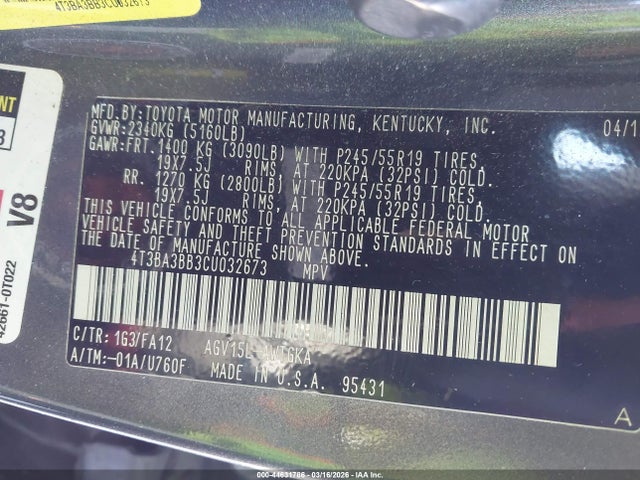 4T3BA3BB3CU032673
MFD.BY:TOYOTA MOTOR MANUFACTURING, KENTUCKY, INC. 04/1
GVWR:2340KG (5160LB)
GAWR:FRT.1400 KG (3090LB) WITH P245/55R19 TIRES,
19X7.5J RIMS, AT 220KPA (32PSI) COLD.
RR. 1270 KG (2800LB) WITH P245/55R19 TIRES,
19X7.5J RIMS, AT 220KPA (32PSI) COLD.
THIS VEHICLE CONFORMS TO ALL APPLICABLE FEDERAL MOTOR
VEHICLE SAFETY AND THEFT PREVENTION STANDARDS IN EFFECT ON
THE DATE OF MANUFACTURE SHOWN ABOVE.
4T3BA3BB3CU032673 MPV
C/TR: 1G3/FA12
A/TM:-01A/U760F MADE IN U.S.A. 95431
A
V8
42661-0T022
000-44631786 - 03/16/2026 - IAA Inc.